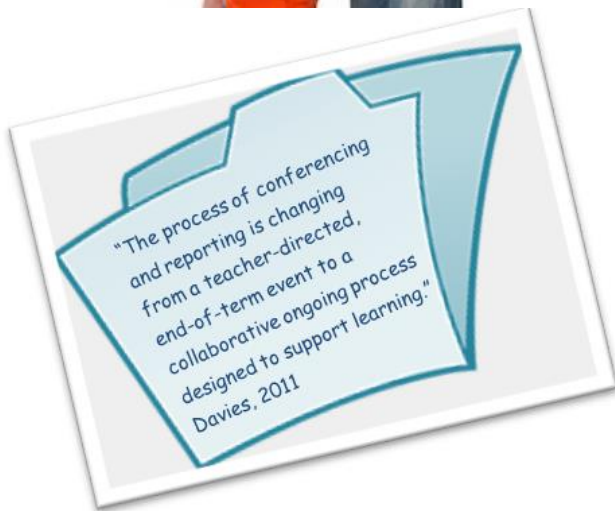 “The process of conferencing
and reporting is changing
from a teacher-directed,
end-of-term event to a
collaborative ongoing process
designed to support learning.”
Davies, 2011